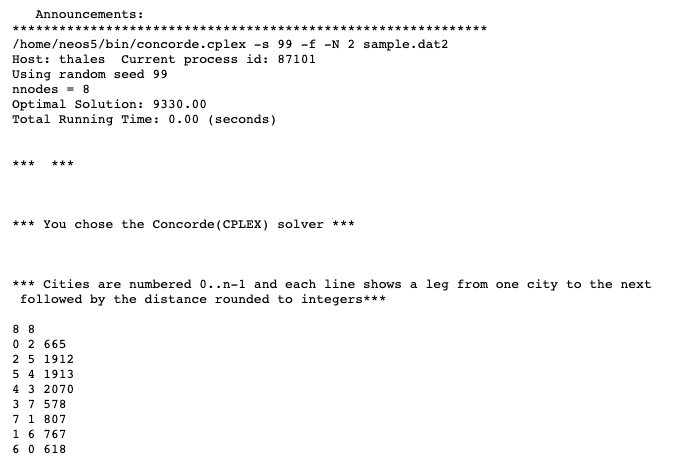 Announcements:
*************************************************************
/home/neos5/bin/concorde.cplex -s 99 -f -N 2 sample.dat2
Host: thales  Current process id: 87101
Using random seed 99
nnodes = 8
Optimal Solution: 9330.00
Total Running Time: 0.00 (seconds)
***  ***
*** You chose the Concorde(CPLEX) solver ***
*** Cities are numbered 0..n-1 and each line shows a leg from one city to the next
followed by the distance rounded to integers***
8 8
0 2 665
2 5 1912
5 4 1913
4 3 2070
3 7 578
7 1 807
1 6 767
6 0 618